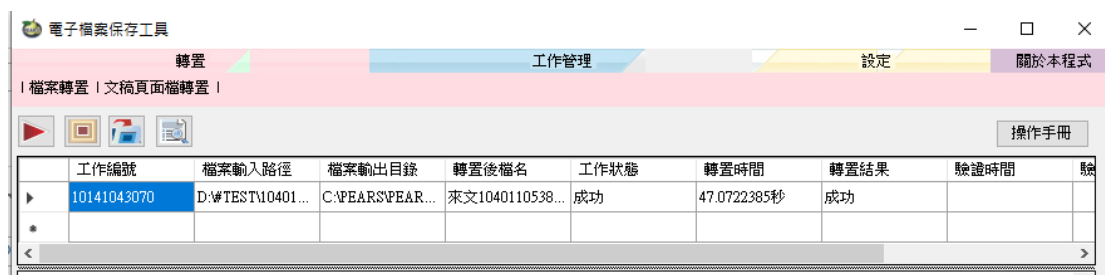 電子檔案保存工具
轉置 工作管理 設定 關於本程式
| 檔案轉置 | 文稿頁面檔轉置 |
操作手冊
工作編號 檔案輸入路徑 檔案輸出目錄 轉置後檔名 工作狀態 轉置時間 轉置結果 驗證時間
10141043070 D:\#TEST\10401... C:\PEARS\PEAR... 來文1040110538... 成功 47.0722385秒 成功